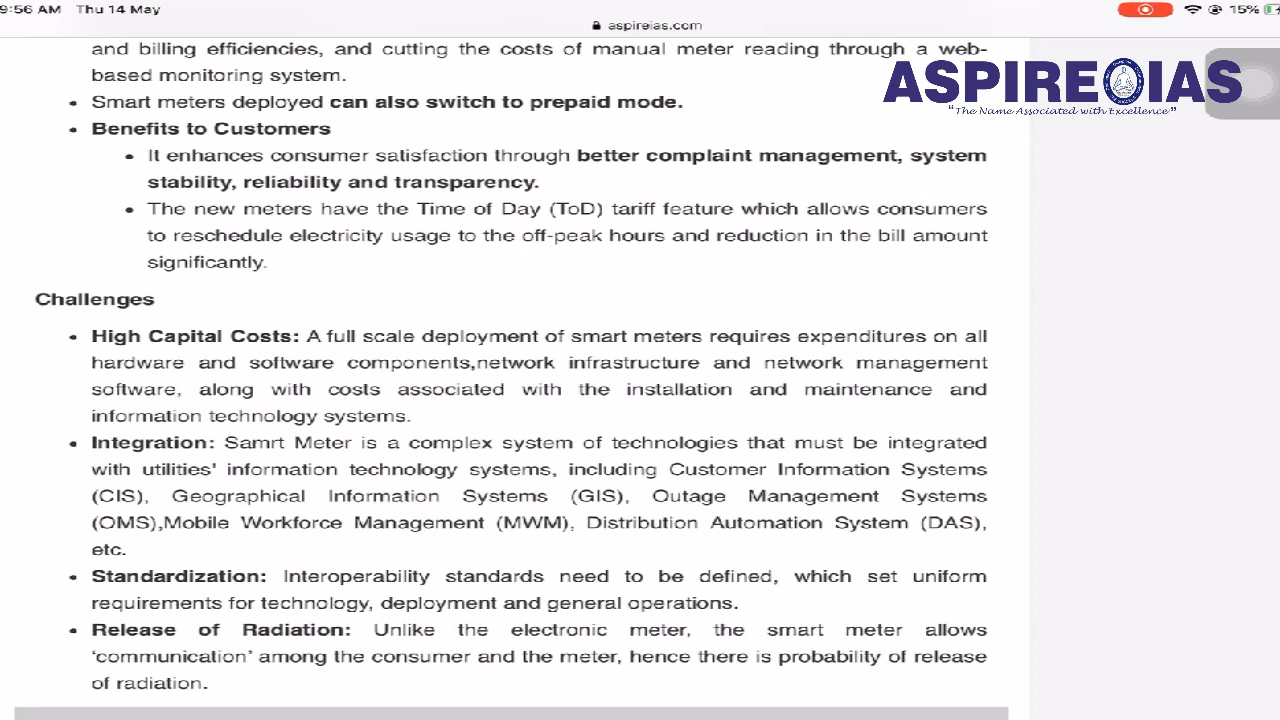 9:56 AM Thu 14 May
15%
aspireias.com
and billing efficiencies, and cutting the costs of manual meter reading through a web-
based monitoring system.
ASPIRE IAS
“The Name Associated with Excellence”
• Smart meters deployed can also switch to prepaid mode.
• Benefits to Customers
• It enhances consumer satisfaction through better complaint management, system
stability, reliability and transparency.
• The new meters have the Time of Day (ToD) tariff feature which allows consumers
to reschedule electricity usage to the off-peak hours and reduction in the bill amount
significantly.
Challenges
• High Capital Costs: A full scale deployment of smart meters requires expenditures on all
hardware and software components,network infrastructure and network management
software, along with costs associated with the installation and maintenance and
information technology systems.
• Integration: Samrt Meter is a complex system of technologies that must be integrated
with utilities' information technology systems, including Customer Information Systems
(CIS), Geographical Information Systems (GIS), Outage Management Systems
(OMS),Mobile Workforce Management (MWM), Distribution Automation System (DAS),
etc.
• Standardization: Interoperability standards need to be defined, which set uniform
requirements for technology, deployment and general operations.
• Release of Radiation: Unlike the electronic meter, the smart meter allows
‘communication’ among the consumer and the meter, hence there is probability of release
of radiation.